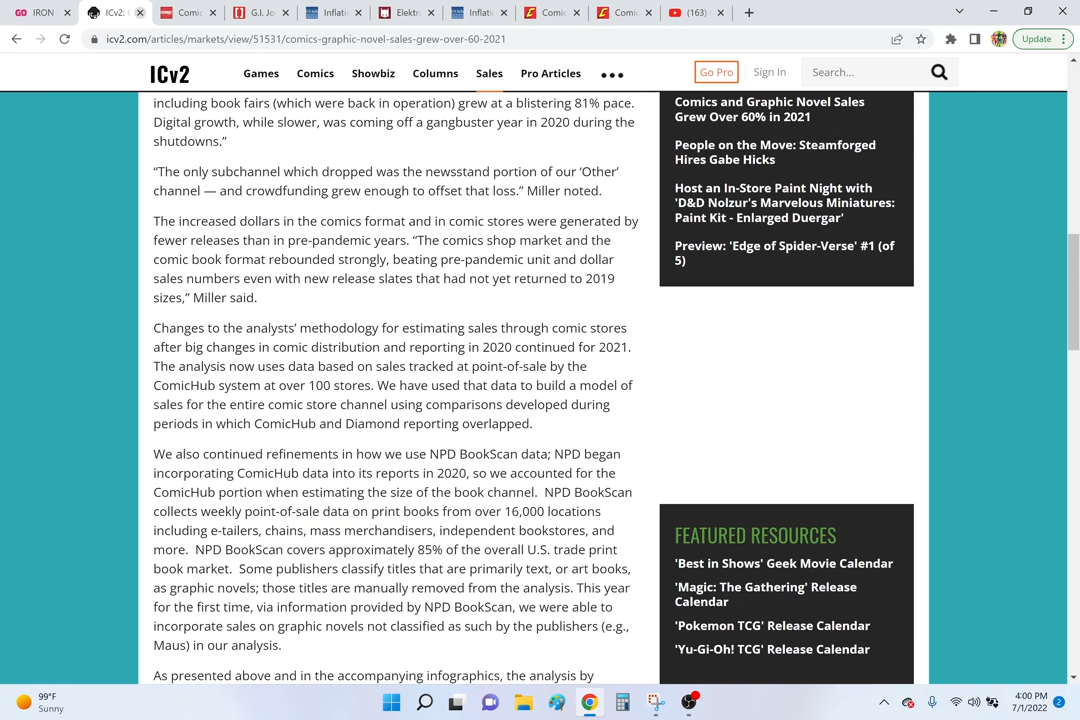 IRON
ICv2: C
Comic
G.I. Jo
Inflatio
Elektra
Inflatio
Comic
Comic
(163)
icv2.com/articles/markets/view/51531/comics-graphic-novel-sales-grew-over-60-2021
Update
ICv2
Games Comics Showbiz Columns Sales Pro Articles
Go Pro Sign In Search...
including book fairs (which were back in operation) grew at a blistering 81% pace.
Digital growth, while slower, was coming off a gangbuster year in 2020 during the
shutdowns.”
“The only subchannel which dropped was the newsstand portion of our ‘Other’
channel — and crowdfunding grew enough to offset that loss.” Miller noted.
The increased dollars in the comics format and in comic stores were generated by
fewer releases than in pre-pandemic years. “The comics shop market and the
comic book format rebounded strongly, beating pre-pandemic unit and dollar
sales numbers even with new release slates that had not yet returned to 2019
sizes,” Miller said.
Changes to the analysts’ methodology for estimating sales through comic stores
after big changes in comic distribution and reporting in 2020 continued for 2021.
The analysis now uses data based on sales tracked at point-of-sale by the
ComicHub system at over 100 stores. We have used that data to build a model of
sales for the entire comic store channel using comparisons developed during
periods in which ComicHub and Diamond reporting overlapped.
We also continued refinements in how we use NPD BookScan data; NPD began
incorporating ComicHub data into its reports in 2020, so we accounted for the
ComicHub portion when estimating the size of the book channel.  NPD BookScan
collects weekly point-of-sale data on print books from over 16,000 locations
including e-tailers, chains, mass merchandisers, independent bookstores, and
more.  NPD BookScan covers approximately 85% of the overall U.S. trade print
book market.  Some publishers classify titles that are primarily text, or art books,
as graphic novels; those titles are manually removed from the analysis. This year
for the first time, via information provided by NPD BookScan, we were able to
incorporate sales on graphic novels not classified as such by the publishers (e.g.,
Maus) in our analysis.
As presented above and in the accompanying infographics, the analysis by
Comics and Graphic Novel Sales
Grew Over 60% in 2021
People on the Move: Steamforged
Hires Gabe Hicks
Host an In-Store Paint Night with
'D&D Nolzur's Marvelous Miniatures:
Paint Kit - Enlarged Duergar'
Preview: 'Edge of Spider-Verse' #1 (of
5)
FEATURED RESOURCES
'Best in Shows' Geek Movie Calendar
'Magic: The Gathering' Release
Calendar
'Pokemon TCG' Release Calendar
'Yu-Gi-Oh! TCG' Release Calendar
99°F
Sunny
4:00 PM
7/1/2022
2